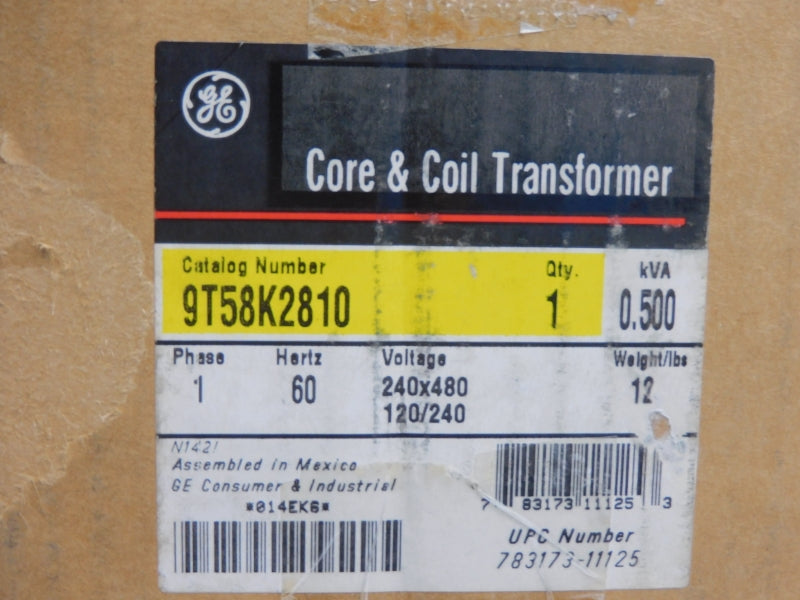 GE
Core & Coil Transformer
Catalog Number Qty. kVA
9T58K2810 1 0.500
Phase Hertz Voltage Weight/lbs
1 60 240x480 12
120/240
N142I
Assembled in Mexico
GE Consumer & Industrial
*014EK6*
7 83173 11125 3
UPC Number
783173-11125